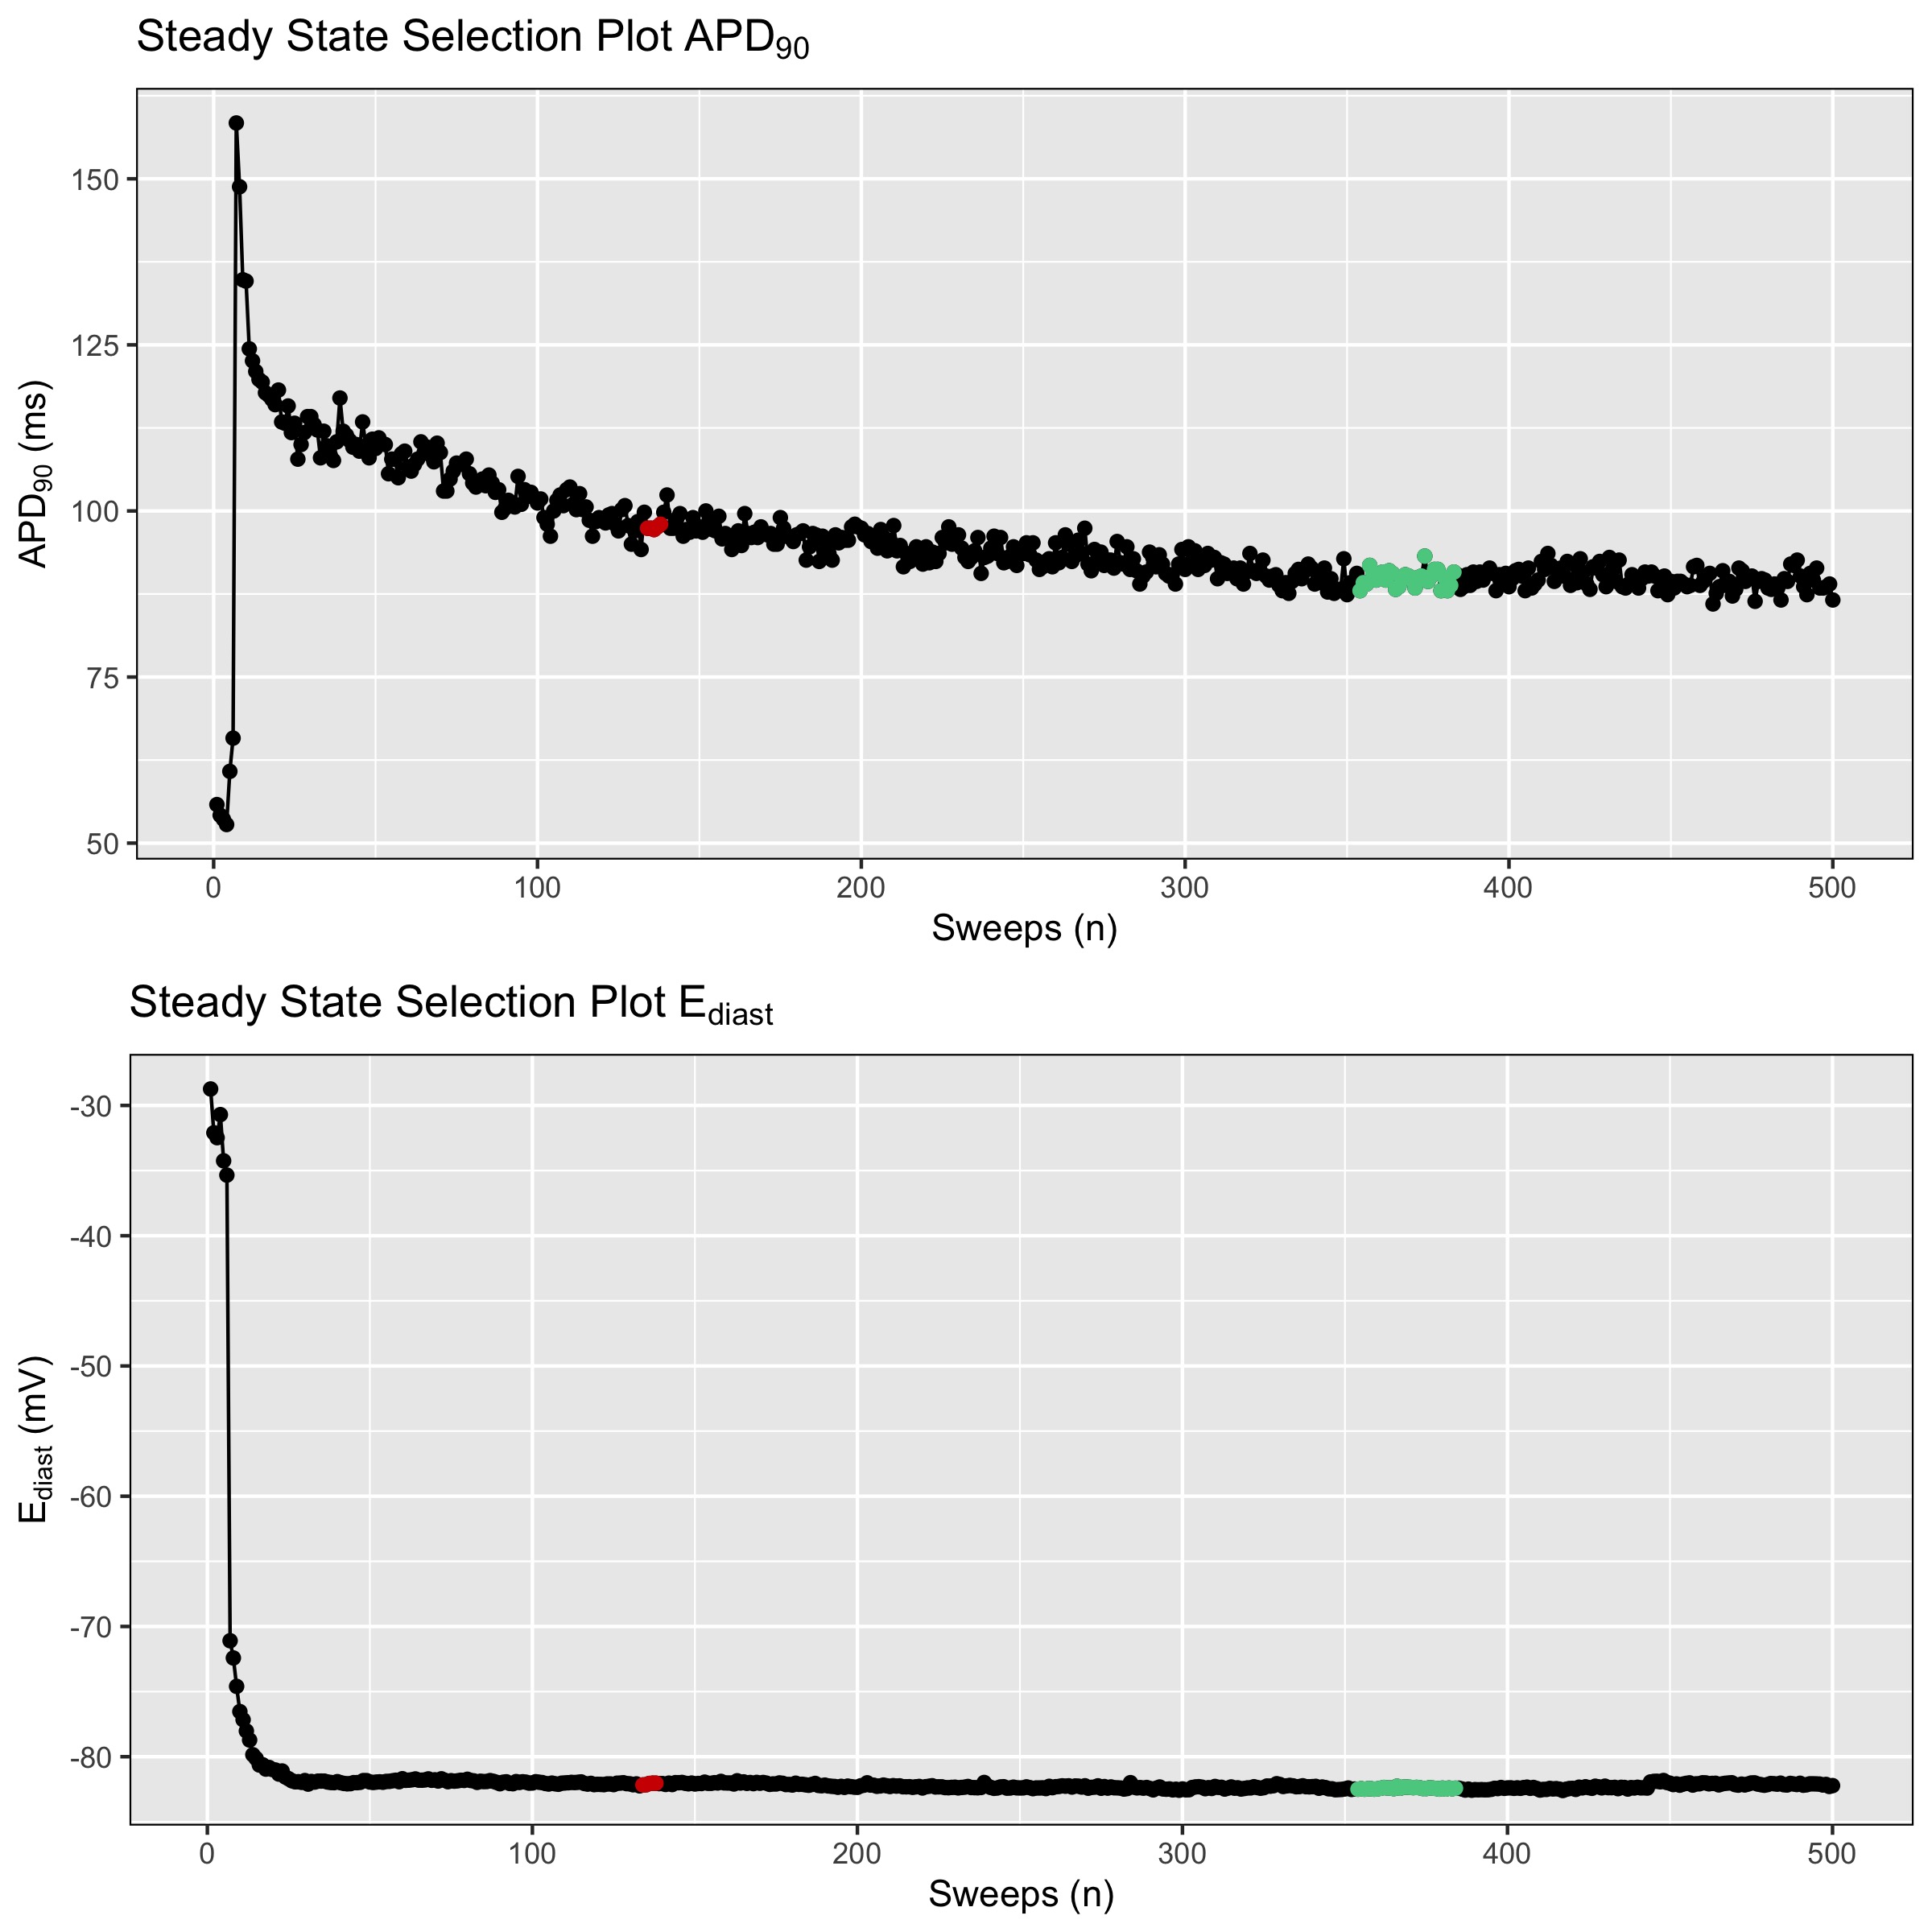 Steady State Selection Plot APD90
APD90 (ms)
150
125
100
75
50
0 100 200 300 400 500
Sweeps (n)
Steady State Selection Plot Ediast
Ediast (mV)
-30
-40
-50
-60
-70
-80
0 100 200 300 400 500
Sweeps (n)